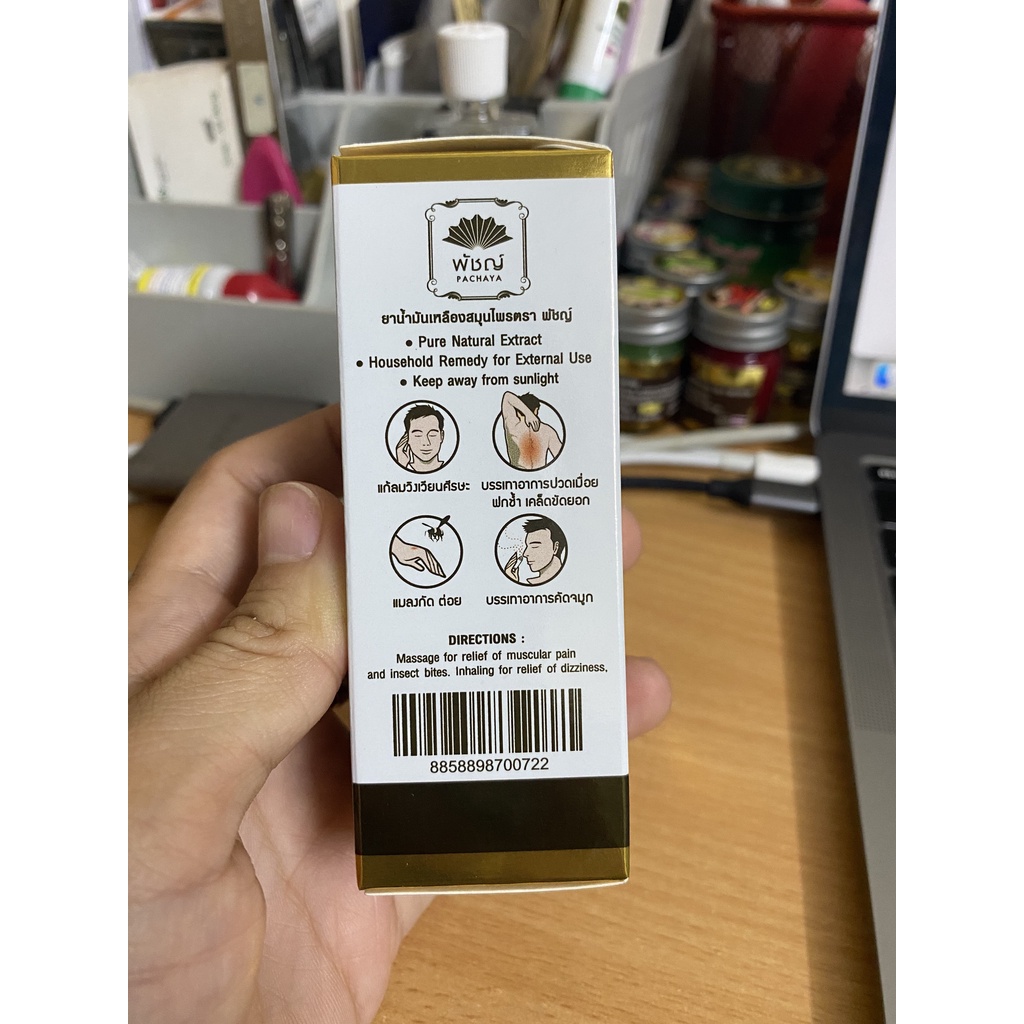 พัชญ์
PACHAYA
ยาน้ำมันเหลืองสมุนไพรตรา พัชญ์
• Pure Natural Extract
• Household Remedy for External Use
• Keep away from sunlight
แก้ลมวิงเวียนศีรษะ
บรรเทาอาการปวดเมื่อย
ฟกช้ำ เคล็ดขัดยอก
แมลงกัด ต่อย
บรรเทาอาการคัดจมูก
DIRECTIONS :
Massage for relief of muscular pain
and insect bites. Inhaling for relief of dizziness.
8858898700722